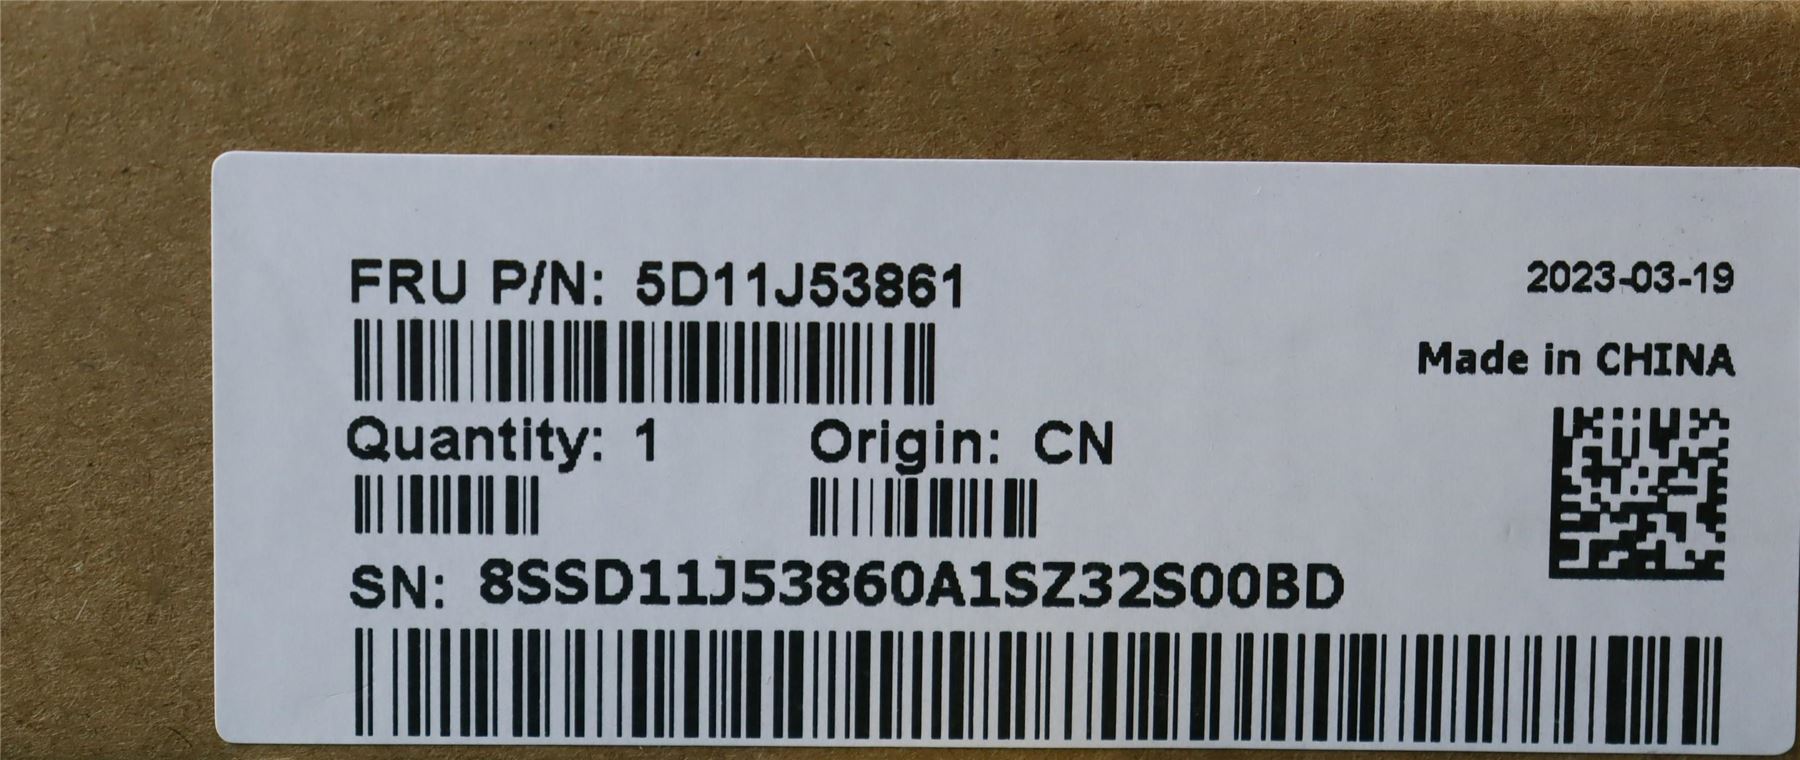 FRU P/N: 5D11J53861
2023-03-19
Made in CHINA
Quantity: 1 Origin: CN
SN: 8SSD11J53860A1SZ32S00BD